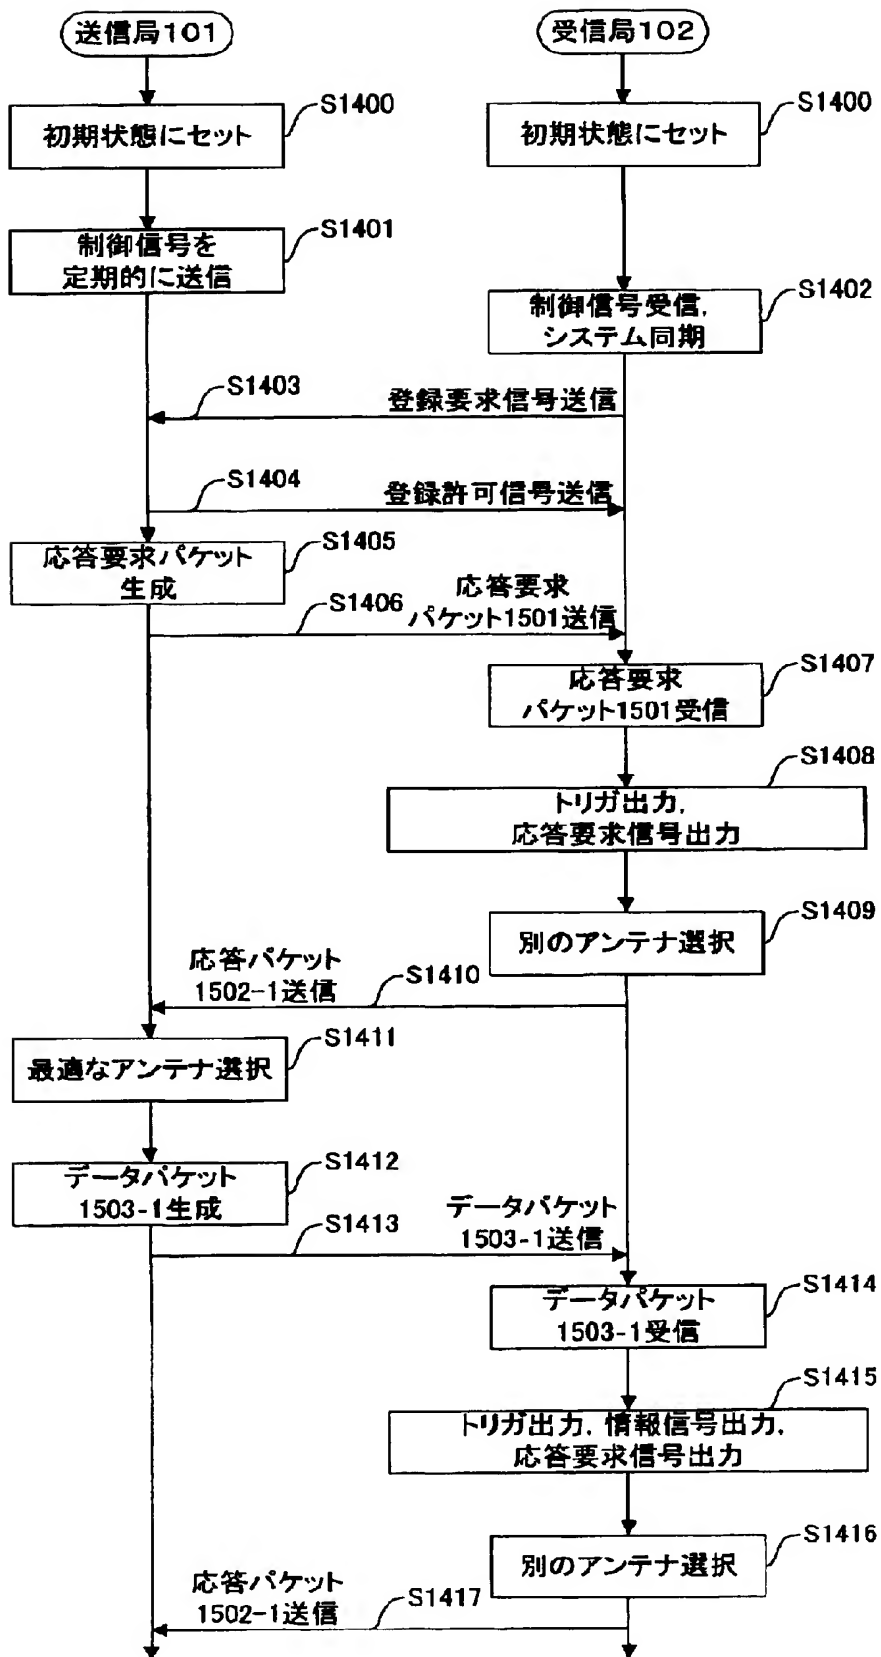 送信局101
受信局102
S1400
初期状態にセット
S1400
初期状態にセット
S1401
制御信号を
定期的に送信
S1402
制御信号受信,
システム同期
S1403
登録要求信号送信
S1404
登録許可信号送信
S1405
応答要求パケット
生成
S1406
応答要求
パケット1501送信
S1407
応答要求
パケット1501受信
S1408
トリガ出力,
応答要求信号出力
S1409
別のアンテナ選択
応答パケット
1502-1送信
S1410
S1411
最適なアンテナ選択
S1412
データパケット
1503-1生成
S1413
データパケット
1503-1送信
S1414
データパケット
1503-1受信
S1415
トリガ出力, 情報信号出力,
応答要求信号出力
S1416
別のアンテナ選択
応答パケット
1502-1送信
S1417